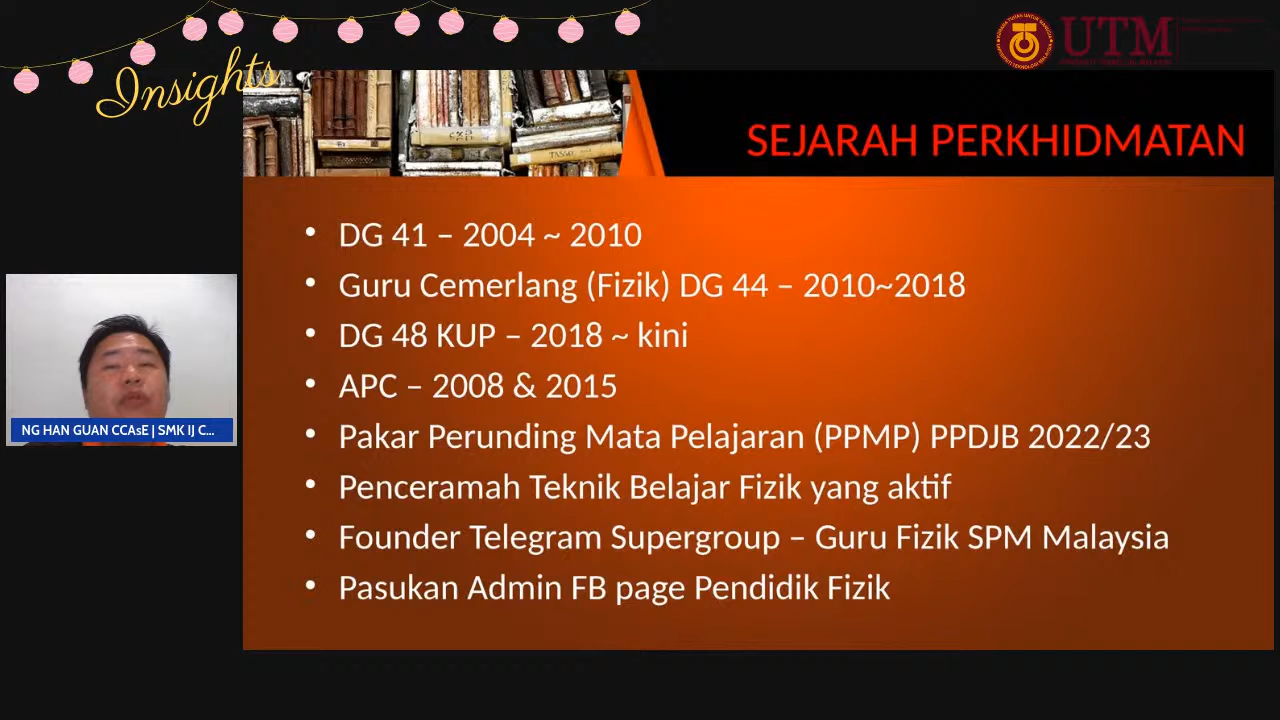 Insights
UTM
SEJARAH PERKHIDMATAN
• DG 41 – 2004 ~ 2010
• Guru Cemerlang (Fizik) DG 44 – 2010~2018
• DG 48 KUP – 2018 ~ kini
• APC – 2008 & 2015
• Pakar Perunding Mata Pelajaran (PPMP) PPDJB 2022/23
• Penceramah Teknik Belajar Fizik yang aktif
• Founder Telegram Supergroup – Guru Fizik SPM Malaysia
• Pasukan Admin FB page Pendidik Fizik
NG HAN GUAN CCAsE | SMK IJ C...